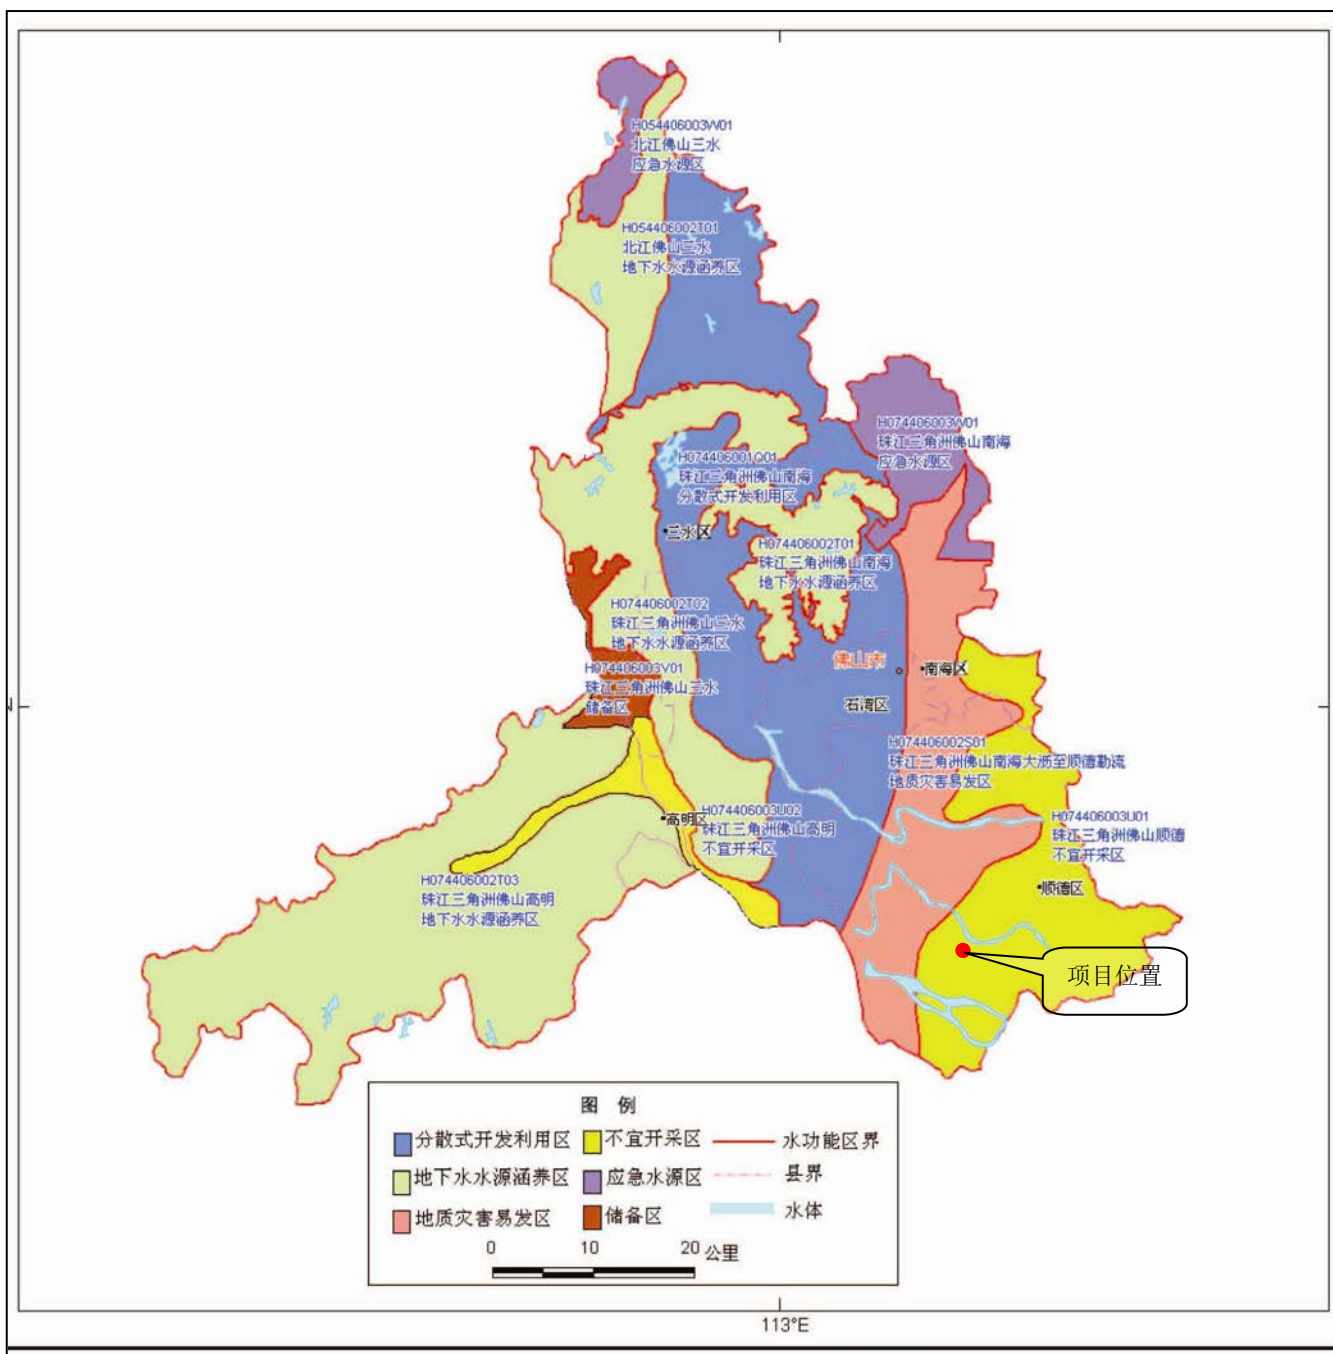 H054406003W01
北江佛山三水
应急水源区
H054406002T01
北江佛山三水
地下水水源涵养区
H074406003W01
珠江三角洲佛山南海
应急水源区
H074406001Q01
珠江三角洲佛山南海
分散式开发利用区
三水区
H074406002T01
珠江三角洲佛山南海
地下水水源涵养区
H074406002T02
珠江三角洲佛山三水
地下水水源涵养区
佛山市
南海区
H074406003V01
珠江三角洲佛山三水
储备区
石湾区
H074406002S01
珠江三角洲佛山南海大沥至顺德勒流
地质灾害易发区
H074406003U02
珠江三角洲佛山高明
不宜开采区
高明区
H074406003U01
珠江三角洲佛山顺德
不宜开采区
H074406002T03
珠江三角洲佛山高明
地下水水源涵养区
顺德区
项目位置
图 例
分散式开发利用区 不宜开采区 水功能区界
地下水水源涵养区 应急水源区 县界
地质灾害易发区 储备区 水体
0 10 20 公里
113°E